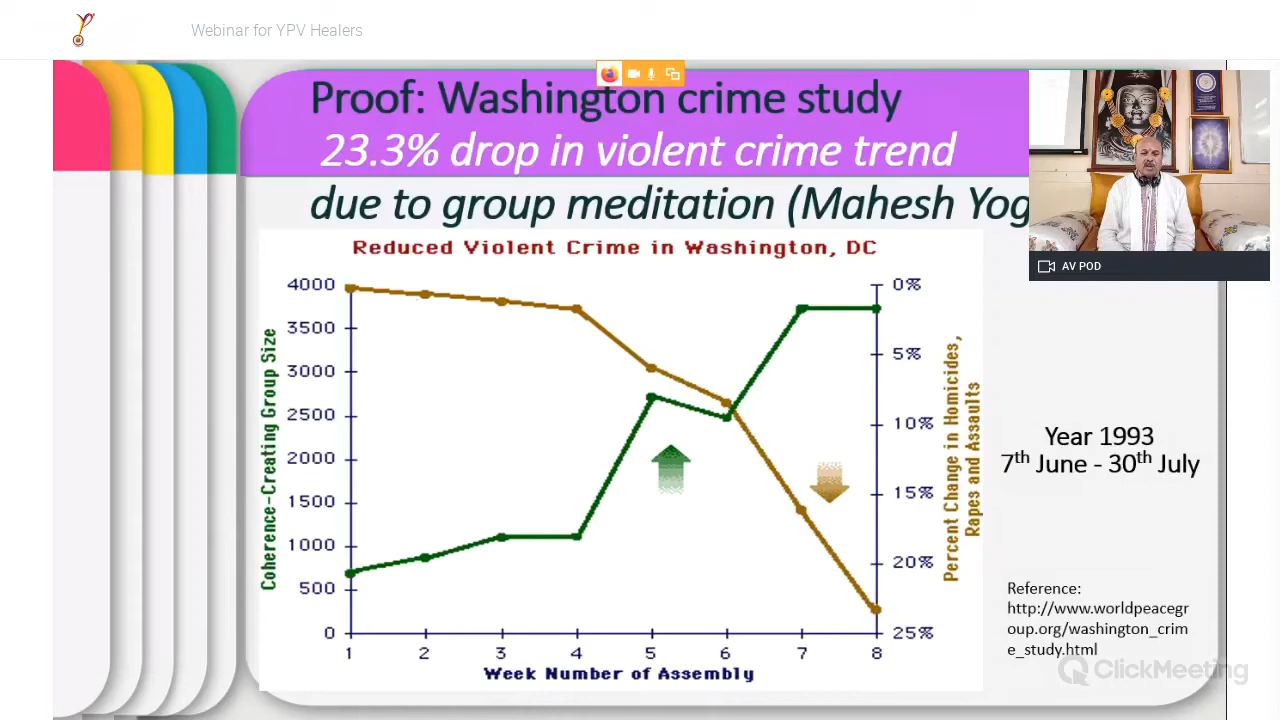 Webinar for YPV Healers
Proof: Washington crime study
23.3% drop in violent crime trend
due to group meditation (Mahesh Yog
AV POD
Reduced Violent Crime in Washington, DC
Coherence-Creating Group Size
4000
3500
3000
2500
2000
1500
1000
500
0
1 2 3 4 5 6 7 8
Week Number of Assembly
0%
5%
10%
15%
20%
25%
Percent Change in Homicides,
Rapes and Assaults
Year 1993
7th June - 30th July
Reference:
http://www.worldpeacegr
oup.org/washington_crim
e_study.html
ClickMeeting